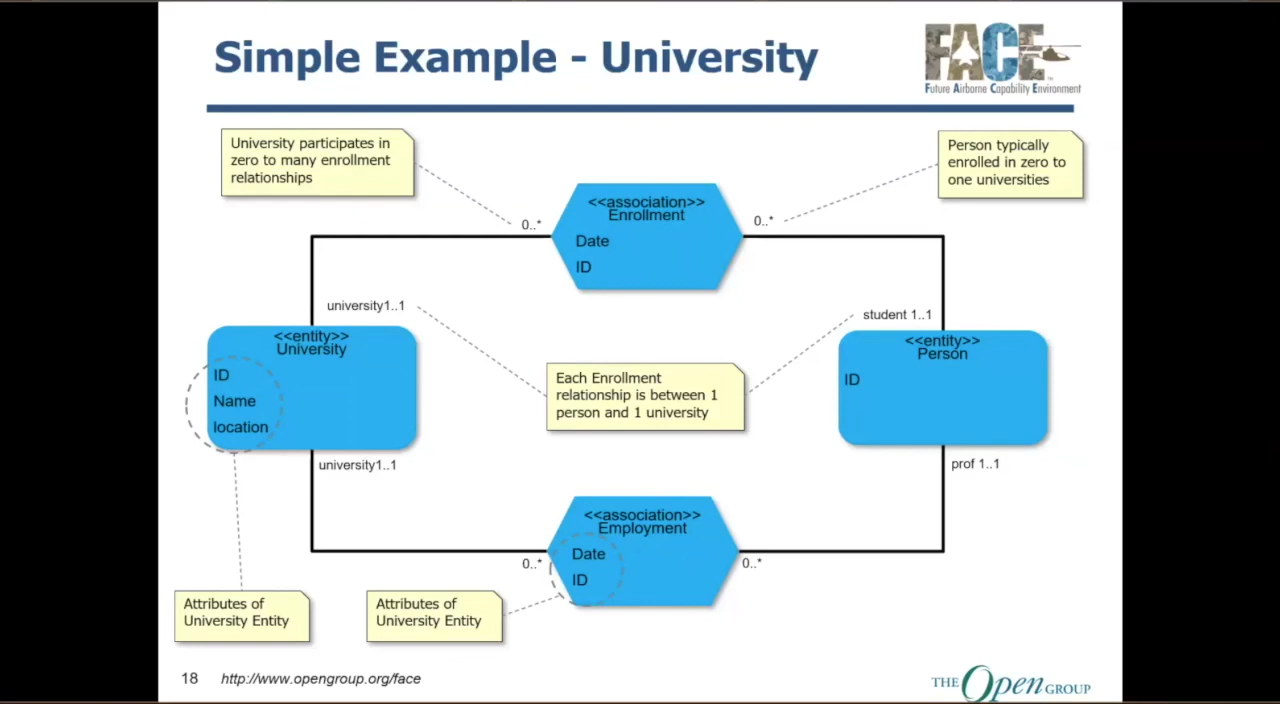 Simple Example - University
FACE
Future Airborne Capability Environment
University participates in
zero to many enrollment
relationships
Person typically
enrolled in zero to
one universities
<<association>>
Enrollment
Date
ID
0..*
0..*
university1..1
student 1..1
<<entity>>
University
ID
Name
location
Each Enrollment
relationship is between 1
person and 1 university
<<entity>>
Person
ID
university1..1
prof 1..1
<<association>>
Employment
Date
ID
0..*
0..*
Attributes of
University Entity
Attributes of
University Entity
18 http://www.opengroup.org/face
THE Open GROUP